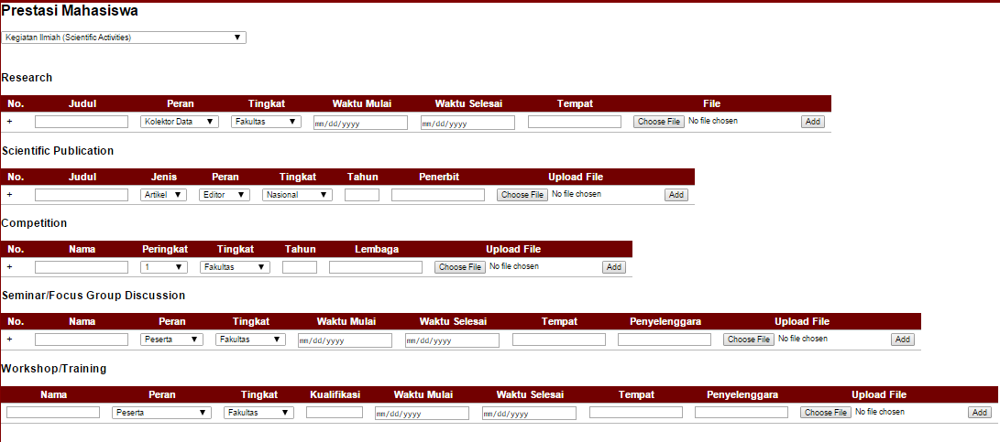 Prestasi Mahasiswa
Kegiatan Ilmiah (Scientific Activities) ▼
Research
No. Judul Peran Tingkat Waktu Mulai Waktu Selesai Tempat File
+ Kolektor Data ▼ Fakultas ▼ mm/dd/yyyy mm/dd/yyyy Choose File No file chosen Add
Scientific Publication
No. Judul Jenis Peran Tingkat Tahun Penerbit Upload File
+ Artikel ▼ Editor ▼ Nasional ▼ Choose File No file chosen Add
Competition
No. Nama Peringkat Tingkat Tahun Lembaga Upload File
+ 1 ▼ Fakultas ▼ Choose File No file chosen Add
Seminar/Focus Group Discussion
No. Nama Peran Tingkat Waktu Mulai Waktu Selesai Tempat Penyelenggara Upload File
+ Peserta ▼ Fakultas ▼ mm/dd/yyyy mm/dd/yyyy Choose File No file chosen Add
Workshop/Training
Nama Peran Tingkat Kualifikasi Waktu Mulai Waktu Selesai Tempat Penyelenggara Upload File
Peserta ▼ Fakultas ▼ mm/dd/yyyy mm/dd/yyyy Choose File No file chosen Add